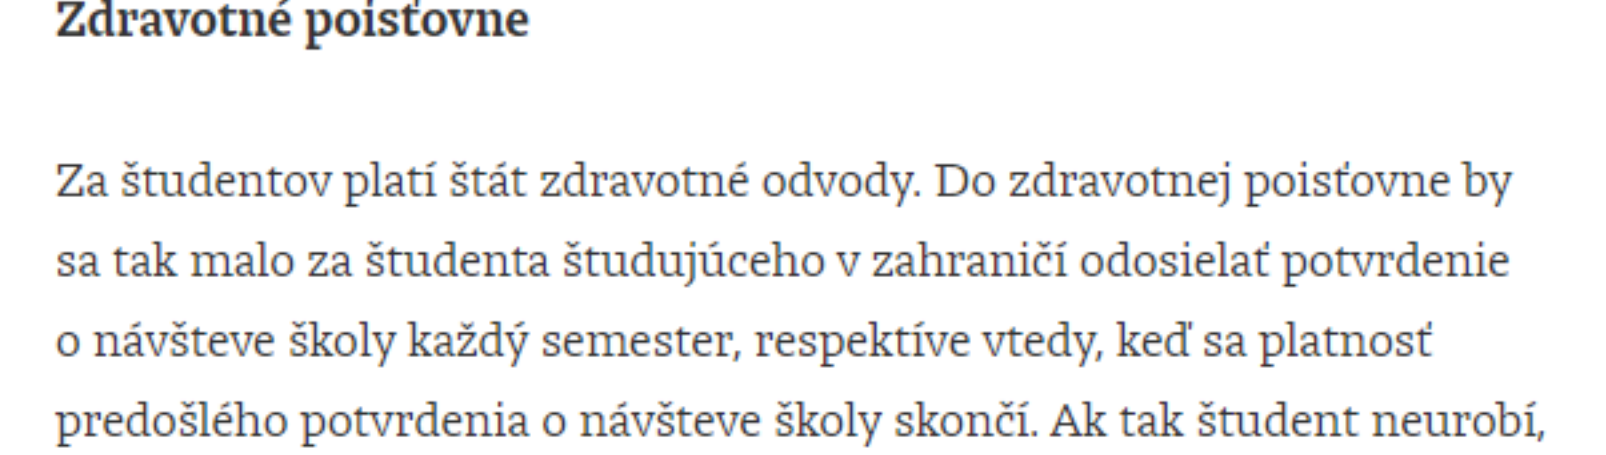 Zdravotné poisťovne
Za študentov platí štát zdravotné odvody. Do zdravotnej poisťovne by
sa tak malo za študenta študujúceho v zahraničí odosielať potvrdenie
o návšteve školy každý semester, respektíve vtedy, keď sa platnosť
predošlého potvrdenia o návšteve školy skončí. Ak tak študent neurobí,